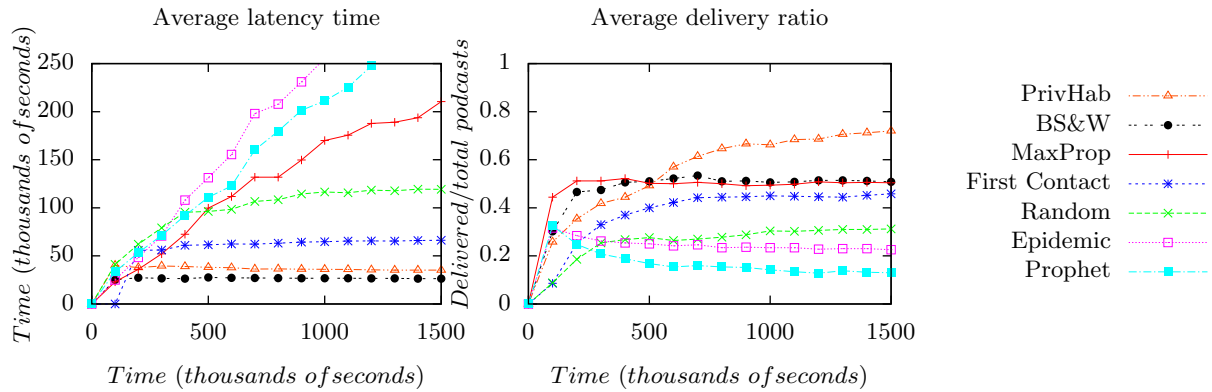 Average latency time
Time (thousands of seconds)
250
200
150
100
50
0
0 500 1000 1500
Time (thousands of seconds)
Average delivery ratio
Delivered/total podcasts
1
0.8
0.6
0.4
0.2
0
0 500 1000 1500
Time (thousands of seconds)
PrivHab
BS&W
MaxProp
First Contact
Random
Epidemic
Prophet